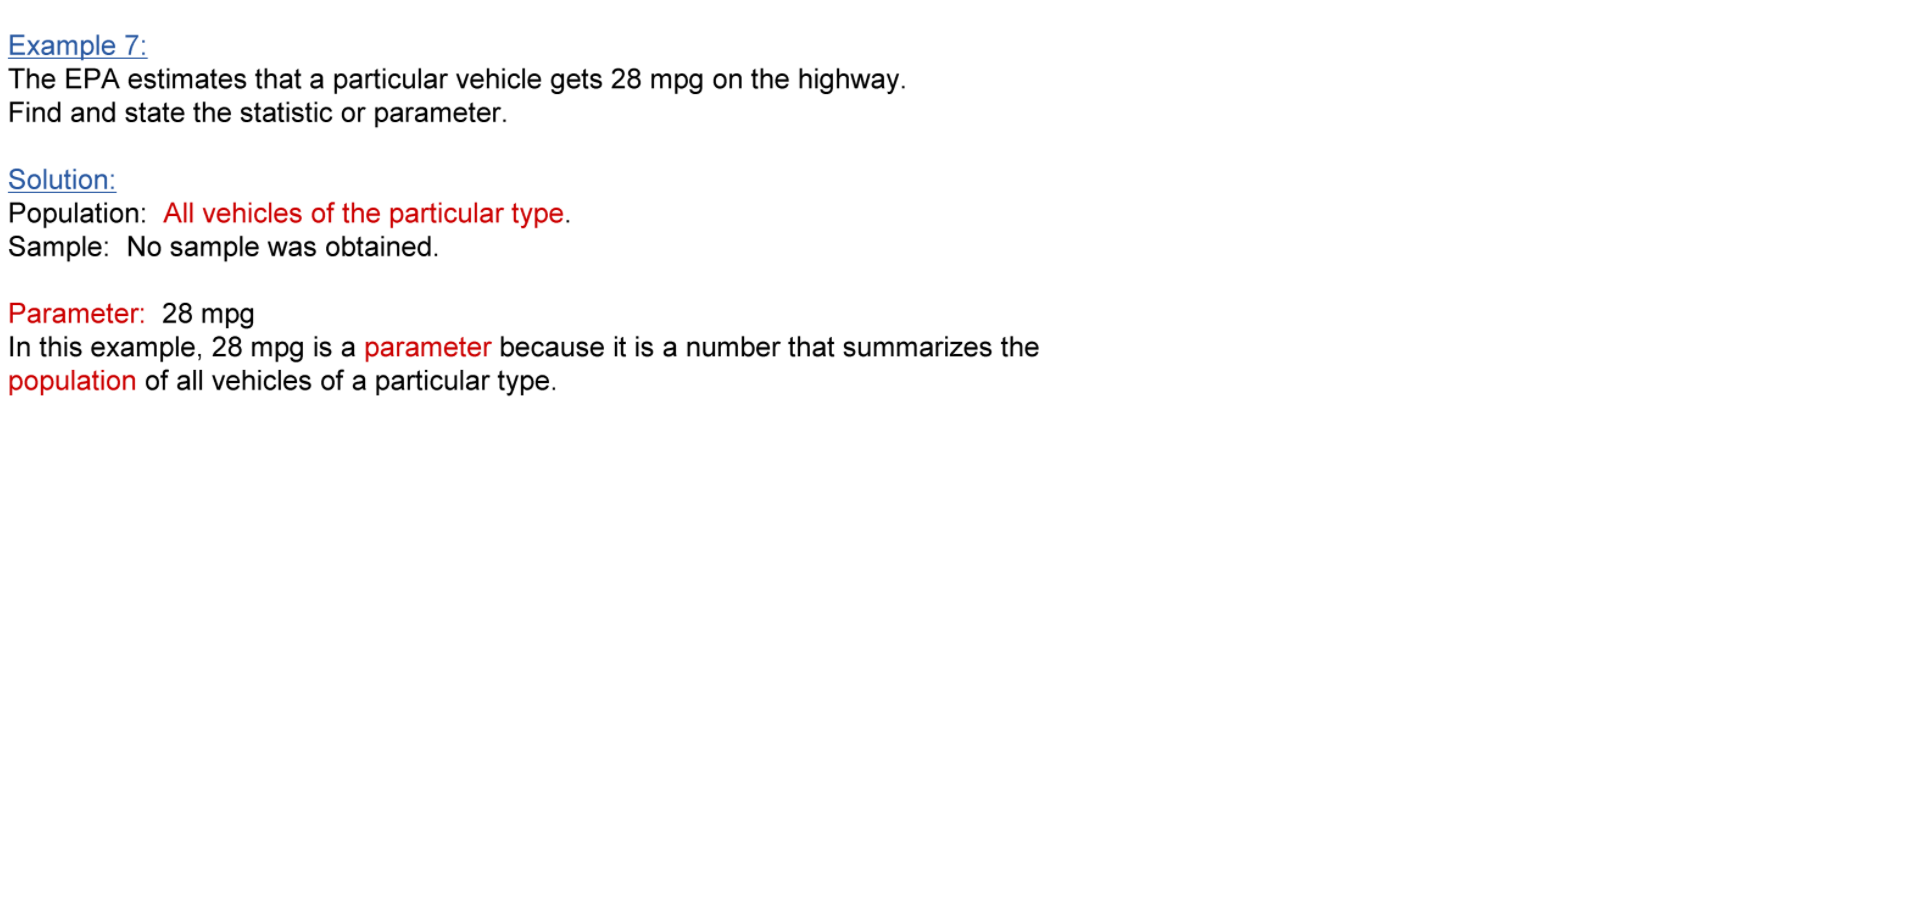 Example 7:
The EPA estimates that a particular vehicle gets 28 mpg on the highway.
Find and state the statistic or parameter.
Solution:
Population: All vehicles of the particular type.
Sample: No sample was obtained.
Parameter: 28 mpg
In this example, 28 mpg is a parameter because it is a number that summarizes the
population of all vehicles of a particular type.